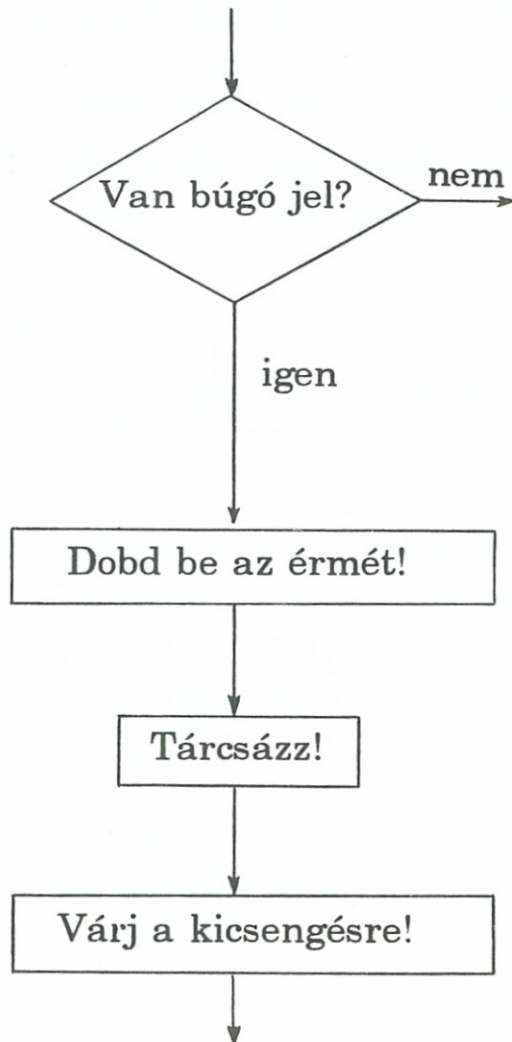 Van búgó jel?
nem
igen
Dobd be az érmét!
Tárcsázz!
Várj a kicsengésre!